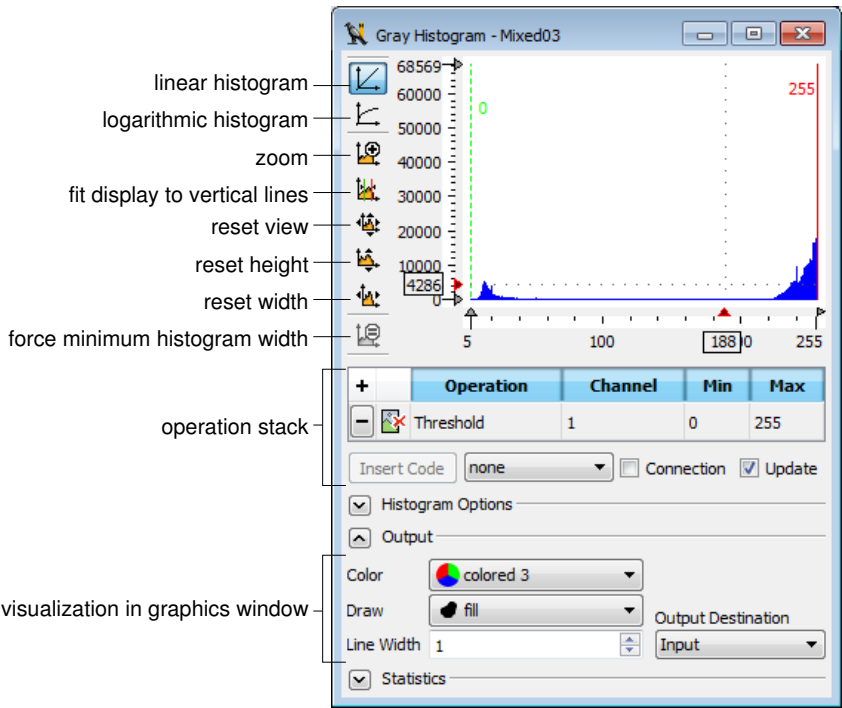 Gray Histogram - Mixed03
linear histogram
logarithmic histogram
zoom
fit display to vertical lines
reset view
reset height
reset width
force minimum histogram width
operation stack
visualization in graphics window
68569
60000
50000
40000
30000
20000
10000
4286
0
0
255
5
100
188
255
+ Operation Channel Min Max
− Threshold 1 0 255
Insert Code none Connection Update
Histogram Options
Output
Color colored 3
Draw fill
Output Destination
Line Width 1 Input
Statistics